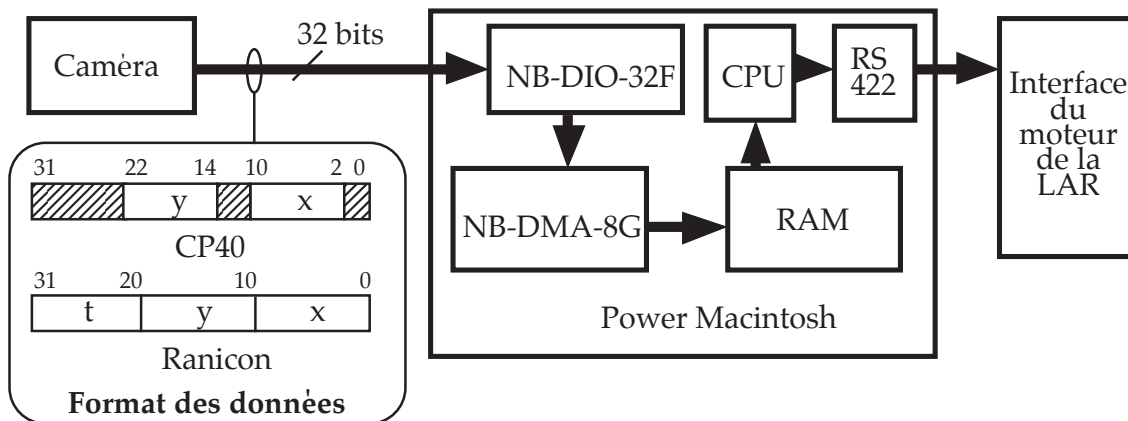 32 bits
Caméra
NB-DIO-32F
CPU
RS
422
Interface
du
moteur
de la
LAR
31 22 14 10 2 0
y x
CP40
NB-DMA-8G
RAM
31 20 10 0
t y x
Ranicon
Power Macintosh
Format des données